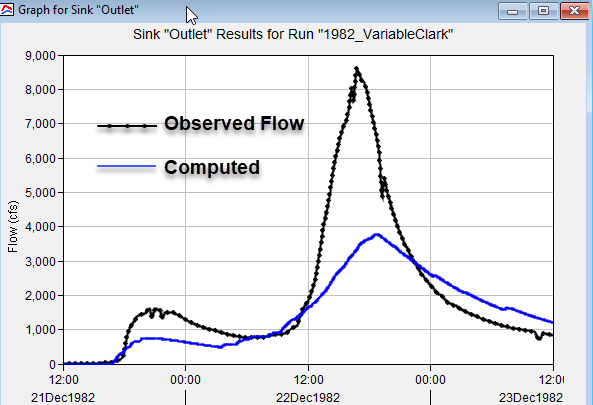 Graph for Sink "Outlet"
Sink "Outlet" Results for Run "1982_VariableClark"
9,000
8,000
7,000
6,000
5,000
4,000
3,000
2,000
1,000
0
Flow (cfs)
Observed Flow
Computed
12:00 00:00 12:00 00:00 12:00
21Dec1982 22Dec1982 23Dec1982